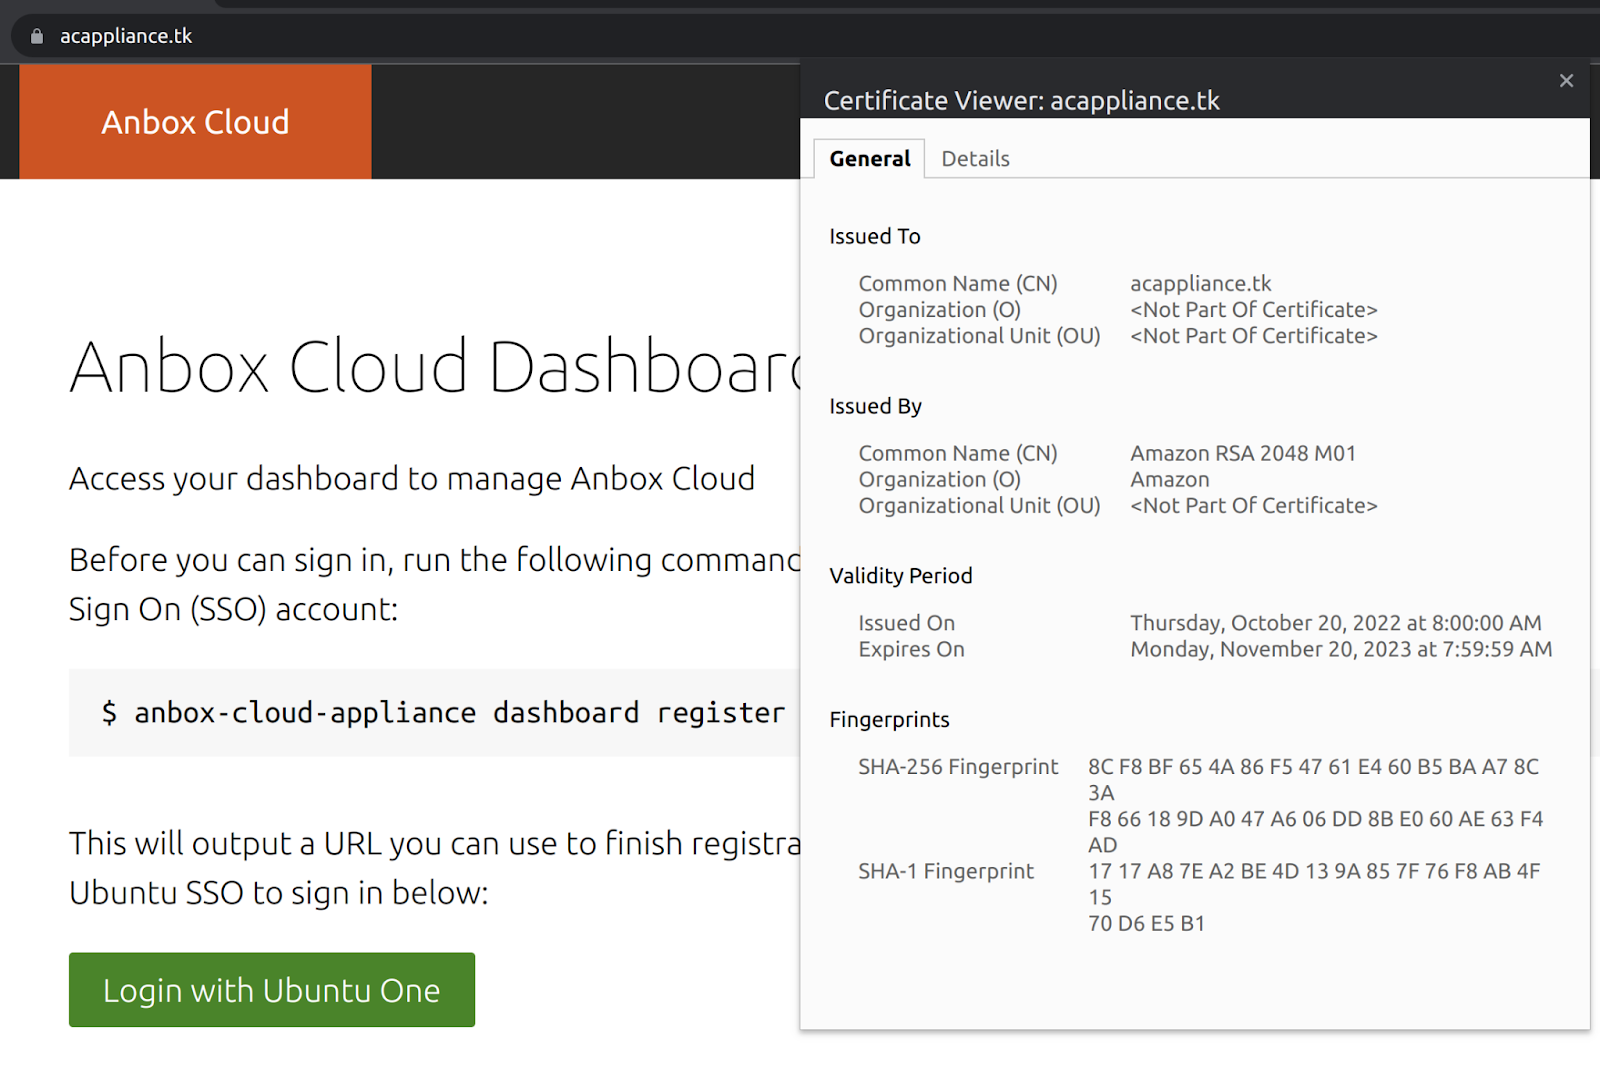 acappliance.tk
Anbox Cloud
Anbox Cloud Dashboard
Access your dashboard to manage Anbox Cloud
Before you can sign in, run the following command
Sign On (SSO) account:
$ anbox-cloud-appliance dashboard register
This will output a URL you can use to finish registra
Ubuntu SSO to sign in below:
Login with Ubuntu One
Certificate Viewer: acappliance.tk
×
General Details
Issued To
Common Name (CN) acappliance.tk
Organization (O) <Not Part Of Certificate>
Organizational Unit (OU) <Not Part Of Certificate>
Issued By
Common Name (CN) Amazon RSA 2048 M01
Organization (O) Amazon
Organizational Unit (OU) <Not Part Of Certificate>
Validity Period
Issued On Thursday, October 20, 2022 at 8:00:00 AM
Expires On Monday, November 20, 2023 at 7:59:59 AM
Fingerprints
SHA-256 Fingerprint 8C F8 BF 65 4A 86 F5 47 61 E4 60 B5 BA A7 8C
3A
F8 66 18 9D A0 47 A6 06 DD 8B E0 60 AE 63 F4
AD
SHA-1 Fingerprint 17 17 A8 7E A2 BE 4D 13 9A 85 7F 76 F8 AB 4F
15
70 D6 E5 B1